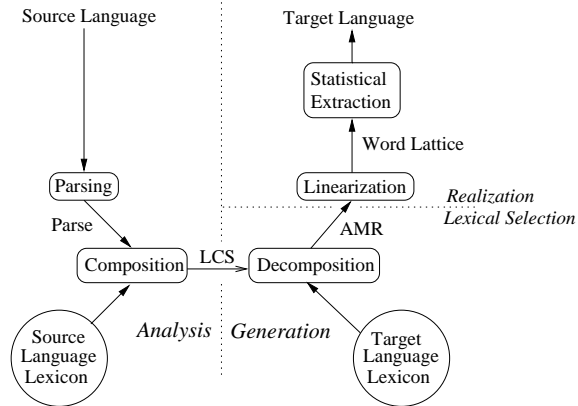 Source Language
Target Language
Statistical
Extraction
Word Lattice
Parsing
Linearization
Realization
Lexical Selection
Parse
AMR
LCS
Composition
Decomposition
Analysis
Generation
Source
Language
Lexicon
Target
Language
Lexicon